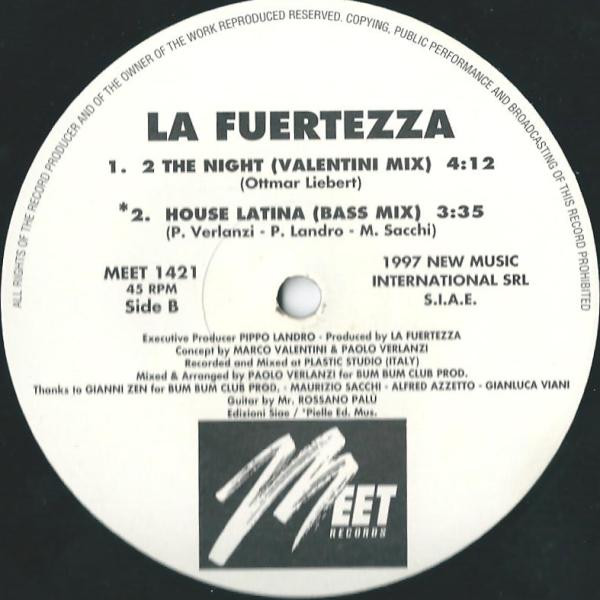 ALL RIGHTS OF THE RECORD PRODUCER AND OF THE OWNER OF THE WORK REPRODUCED RESERVED. COPYING, PUBLIC PERFORMANCE AND BROADCASTING OF THIS RECORD PROHIBITED
LA FUERTEZZA
1. 2 THE NIGHT (VALENTINI MIX) 4:12
(Ottmar Liebert)
*2. HOUSE LATINA (BASS MIX) 3:35
(P. Verlanzi - P. Landro - M. Sacchi)
MEET 1421
45 RPM
Side B
1997 NEW MUSIC
INTERNATIONAL SRL
S.I.A.E.
Executive Producer PIPPO LANDRO - Produced by LA FUERTEZZA
Concept by MARCO VALENTINI & PAOLO VERLANZI
Recorded and Mixed at PLASTIC STUDIO (ITALY)
Mixed & Arranged by PAOLO VERLANZI for BUM BUM CLUB PROD.
Thanks to GIANNI ZEN for BUM BUM CLUB PROD. - MAURIZIO SACCHI - ALFRED AZZETTO - GIANLUCA VIANI
Guitar by Mr. ROSSANO PALÙ
Edizioni Siae / *Pielle Ed. Mus.
MEET
RECORDS